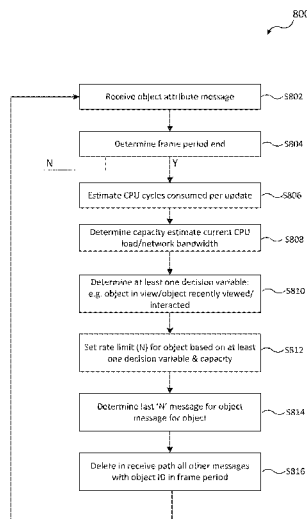 800
Receive object attribute message
S802
Determine frame period end
S804
N
Y
Estimate CPU cycles consumed per update
S806
Determine capacity estimate current CPU
load/network bandwidth
S808
Determine at least one decision variable:
e.g. object in view/object recently viewed/
interacted
S810
Set rate limit (N) for object based on at least
one decision variable & capacity
S812
Determine last 'N' message for object
message for object
S814
Delete in receive path all other messages
with object ID in frame period
S816